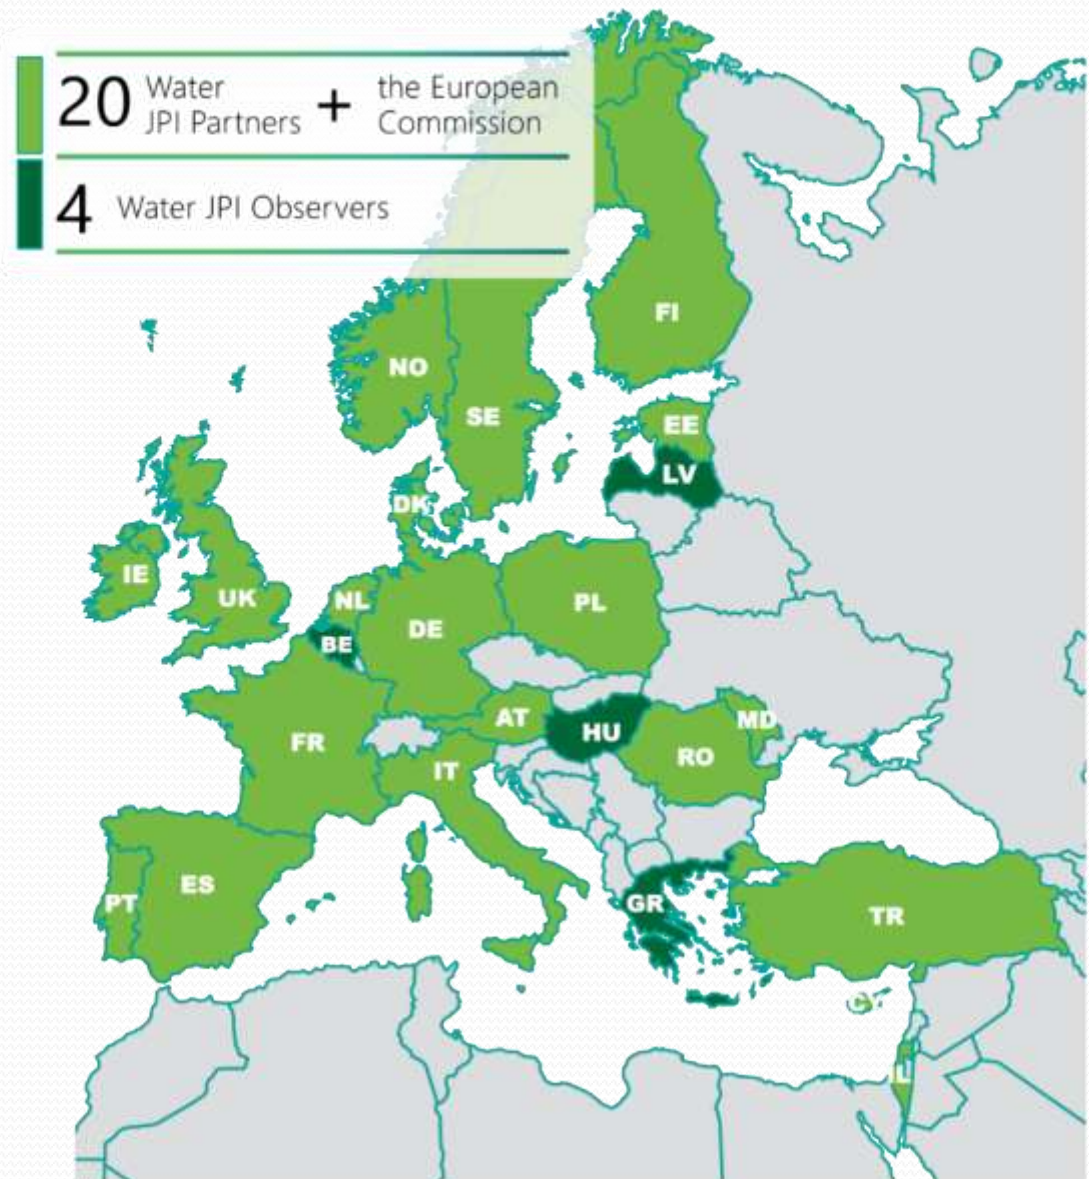 20 Water JPI Partners + the European Commission
4 Water JPI Observers
FI
NO
SE
EE
LV
DK
IE
UK
NL
PL
DE
BE
AT
MD
HU
FR
RO
IT
ES
PT
GR
TR
CY
IL